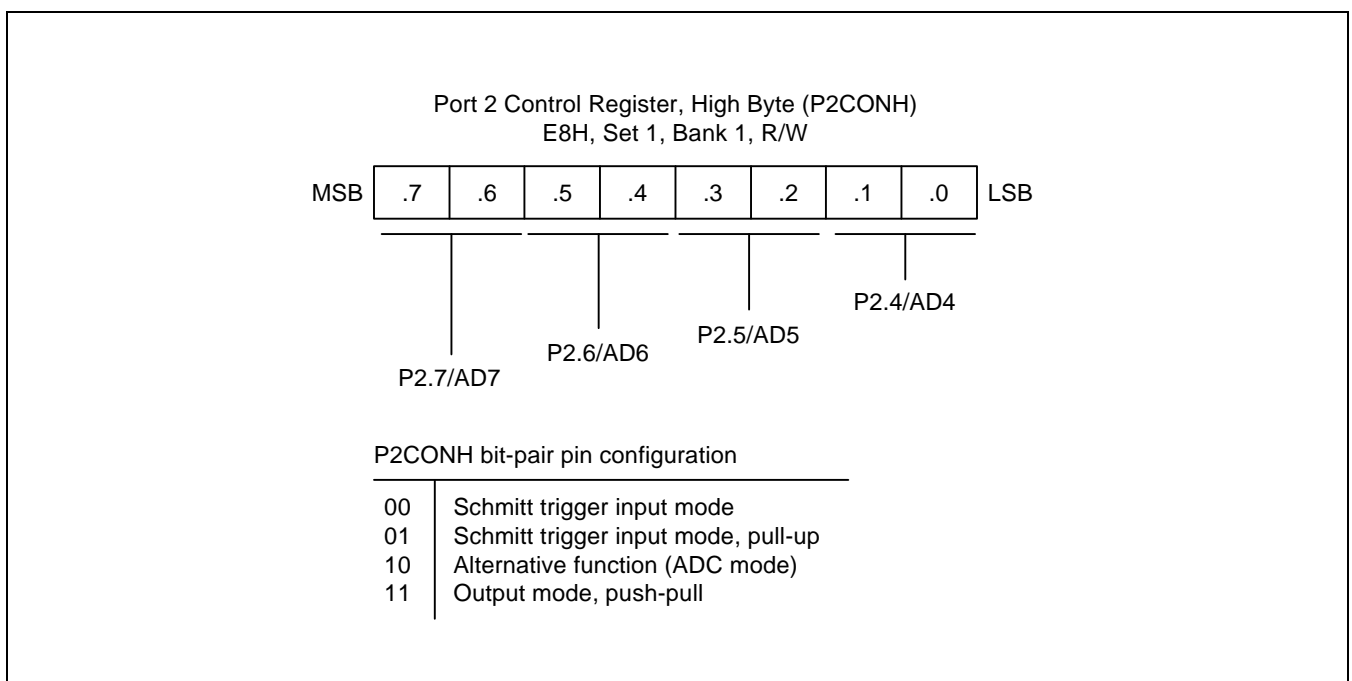 Port 2 Control Register, High Byte (P2CONH)
E8H, Set 1, Bank 1, R/W
MSB .7 .6 .5 .4 .3 .2 .1 .0 LSB
P2.4/AD4
P2.5/AD5
P2.6/AD6
P2.7/AD7
P2CONH bit-pair pin configuration
00 Schmitt trigger input mode
01 Schmitt trigger input mode, pull-up
10 Alternative function (ADC mode)
11 Output mode, push-pull